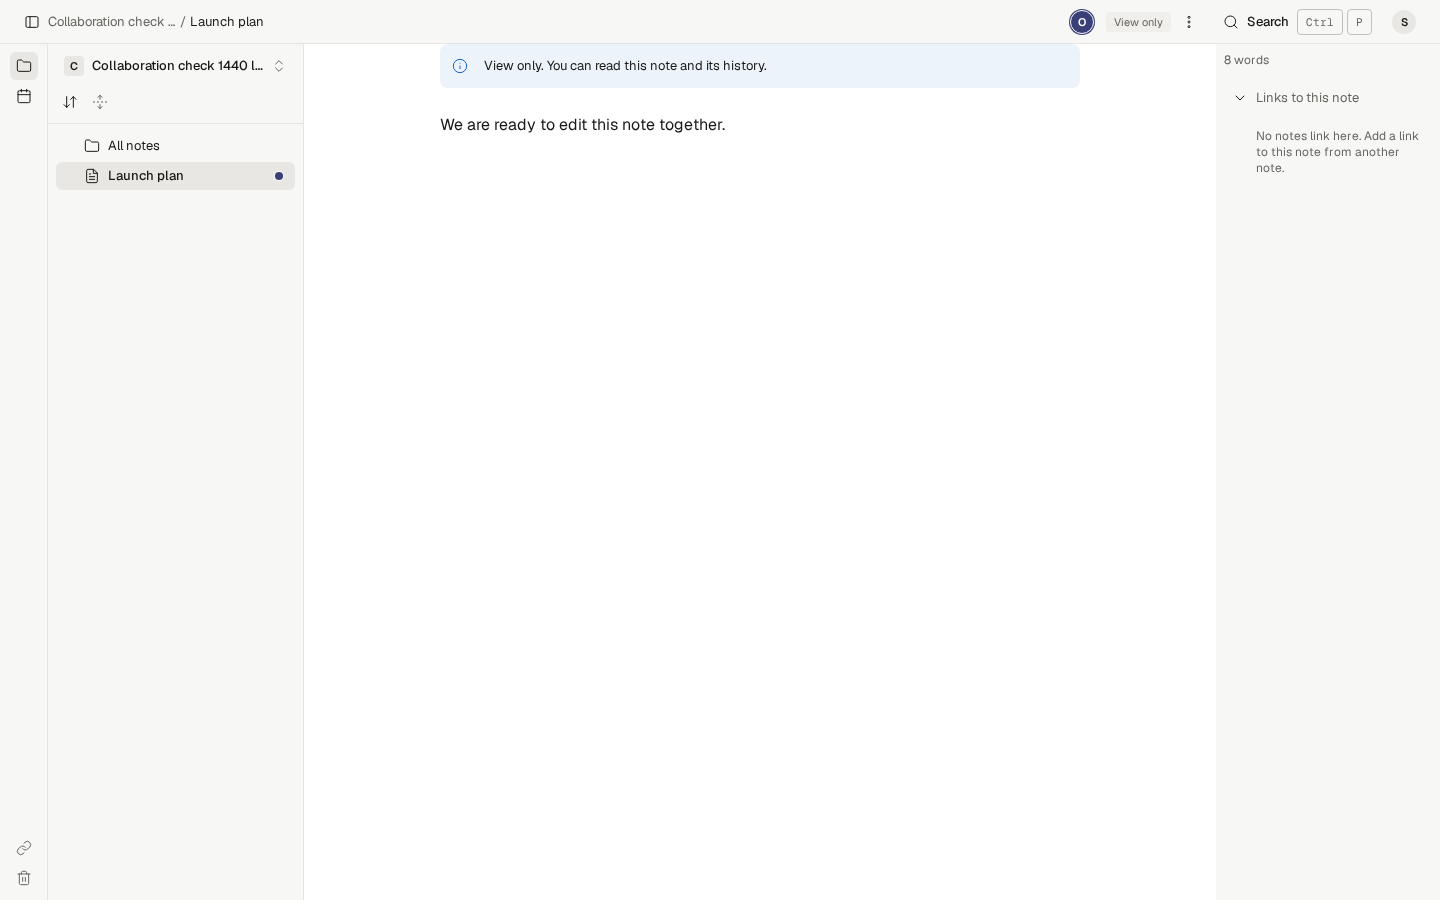 Collaboration check … / Launch plan
O
View only
Search
Ctrl
P
S
C
Collaboration check 1440 l…
All notes
Launch plan
View only. You can read this note and its history.
We are ready to edit this note together.
8 words
Links to this note
No notes link here. Add a link
to this note from another
note.